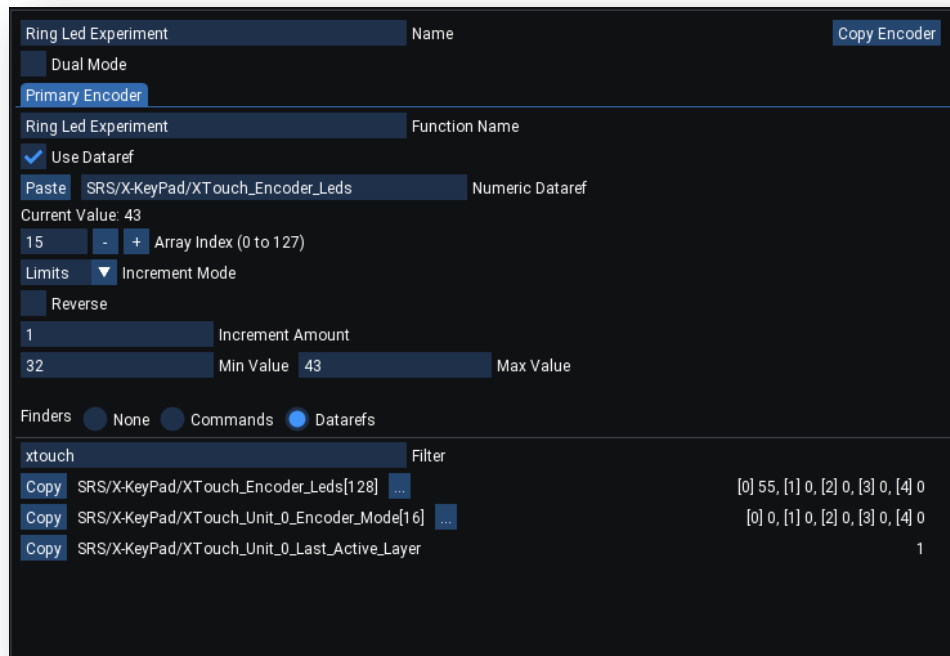 Ring Led Experiment Name Copy Encoder
Dual Mode
Primary Encoder
Ring Led Experiment Function Name
Use Dataref
Paste SRS/X-KeyPad/XTouch_Encoder_Leds Numeric Dataref
Current Value: 43
15 - + Array Index (0 to 127)
Limits Increment Mode
Reverse
1 Increment Amount
32 Min Value 43 Max Value
Finders None Commands Datarefs
xtouch Filter
Copy SRS/X-KeyPad/XTouch_Encoder_Leds[128] ... [0] 55, [1] 0, [2] 0, [3] 0, [4] 0
Copy SRS/X-KeyPad/XTouch_Unit_0_Encoder_Mode[16] ... [0] 0, [1] 0, [2] 0, [3] 0, [4] 0
Copy SRS/X-KeyPad/XTouch_Unit_0_Last_Active_Layer 1